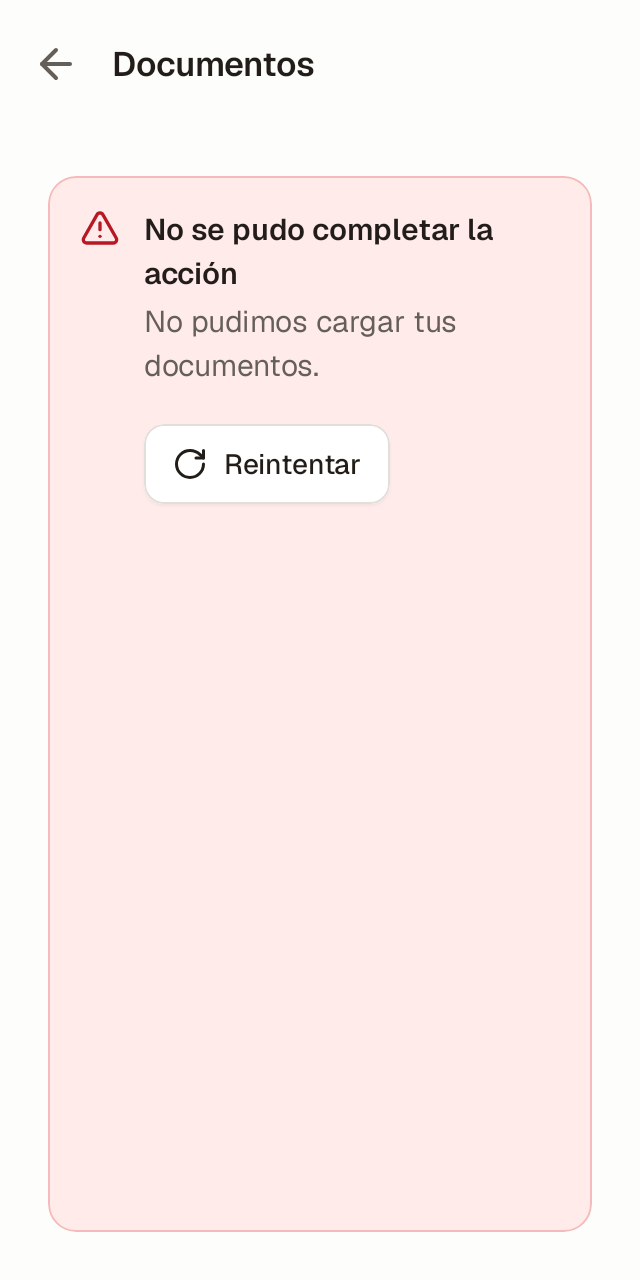 Documentos
No se pudo completar la
acción
No pudimos cargar tus
documentos.
Reintentar